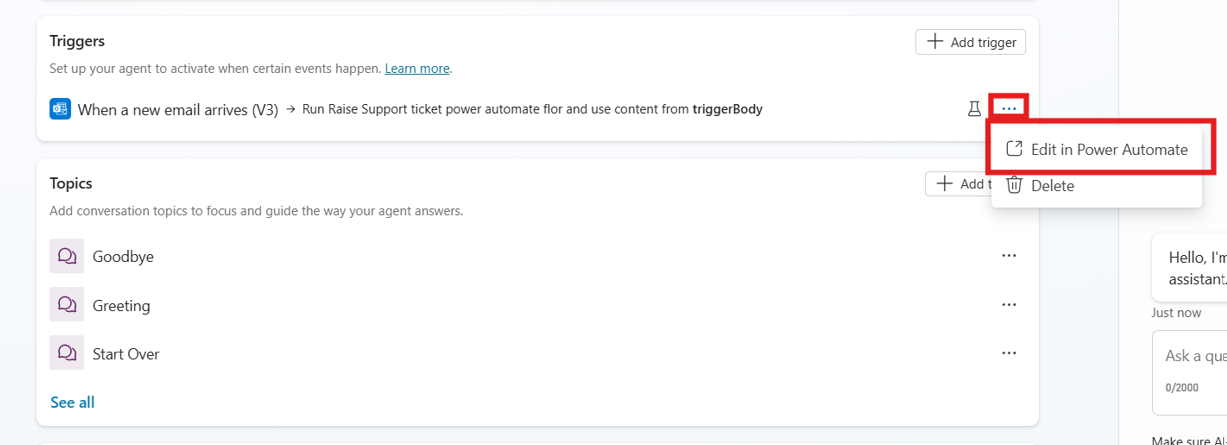 Triggers
Add trigger
Set up your agent to activate when certain events happen. Learn more.
When a new email arrives (V3) → Run Raise Support ticket power automate flor and use content from triggerBody
Edit in Power Automate
Delete
Topics
Add
Add conversation topics to focus and guide the way your agent answers.
Goodbye
Greeting
Start Over
See all
Hello, I'm
assistant.
Just now
Ask a
0/2000
Make sure AI